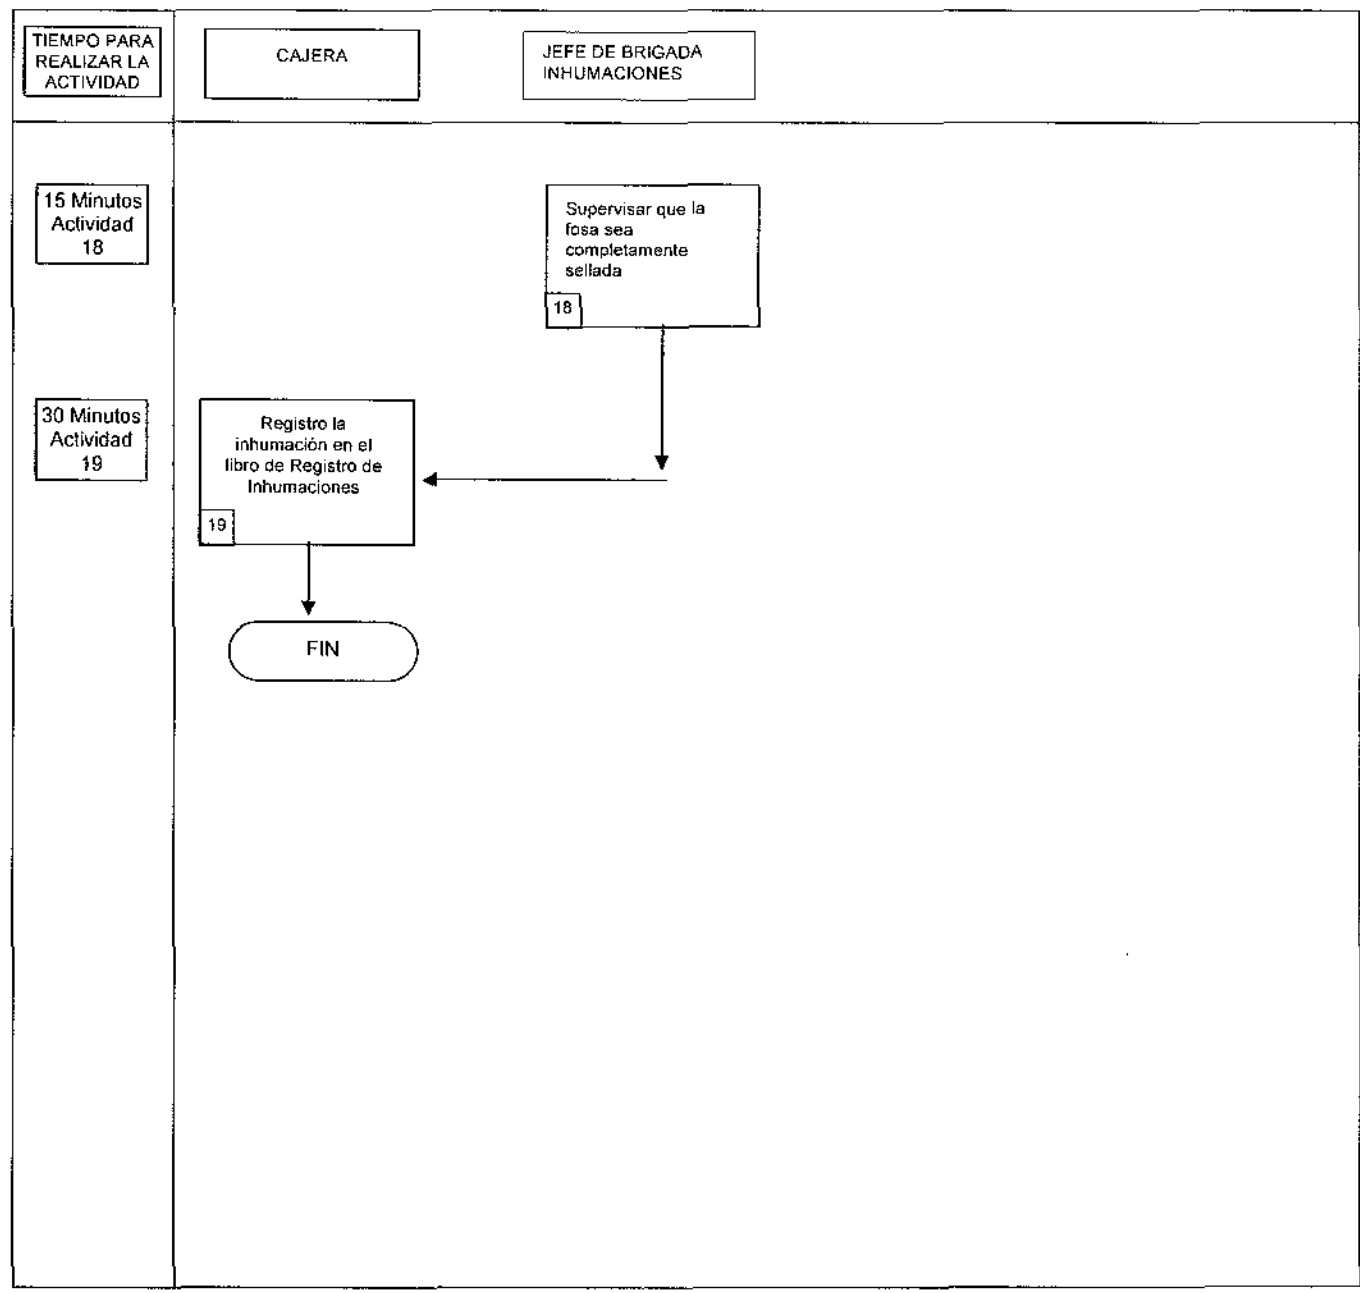 TIEMPO PARA
REALIZAR LA
ACTIVIDAD
CAJERA
JEFE DE BRIGADA
INHUMACIONES
15 Minutos
Actividad
18
Supervisar que la
fosa sea
completamente
sellada
18
30 Minutos
Actividad
19
Registro la
inhumación en el
libro de Registro de
Inhumaciones
19
FIN